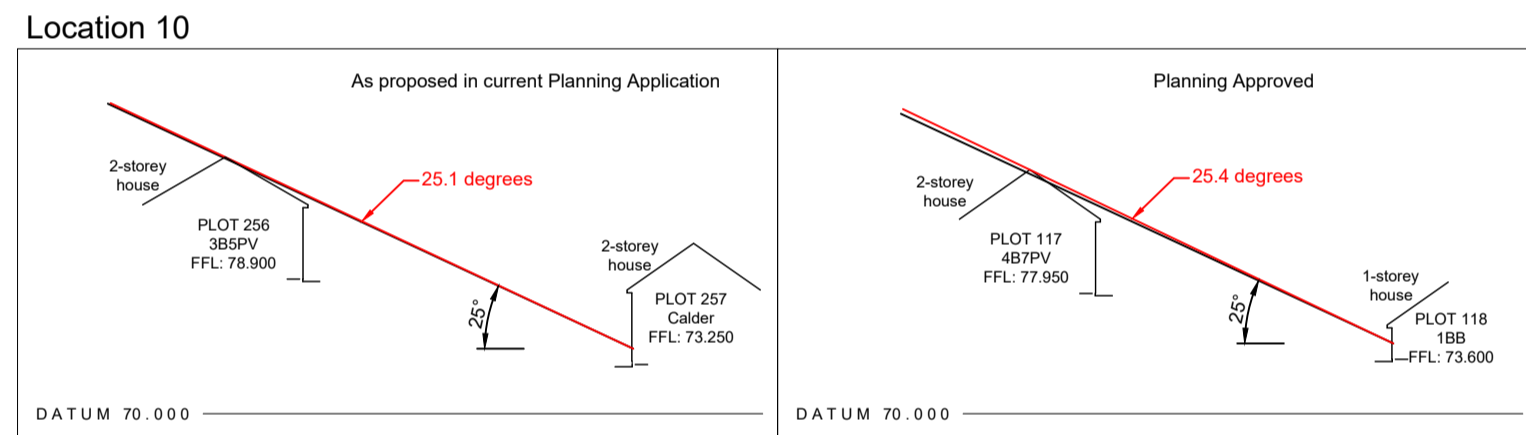 Location 10
As proposed in current Planning Application
2-storey
house
25.1 degrees
PLOT 256
3B5PV
FFL: 78.900
2-storey
house
25°
PLOT 257
Calder
FFL: 73.250
DATUM 70.000
Planning Approved
2-storey
house
25.4 degrees
PLOT 117
4B7PV
FFL: 77.950
1-storey
house
25°
PLOT 118
1BB
FFL: 73.600
DATUM 70.000